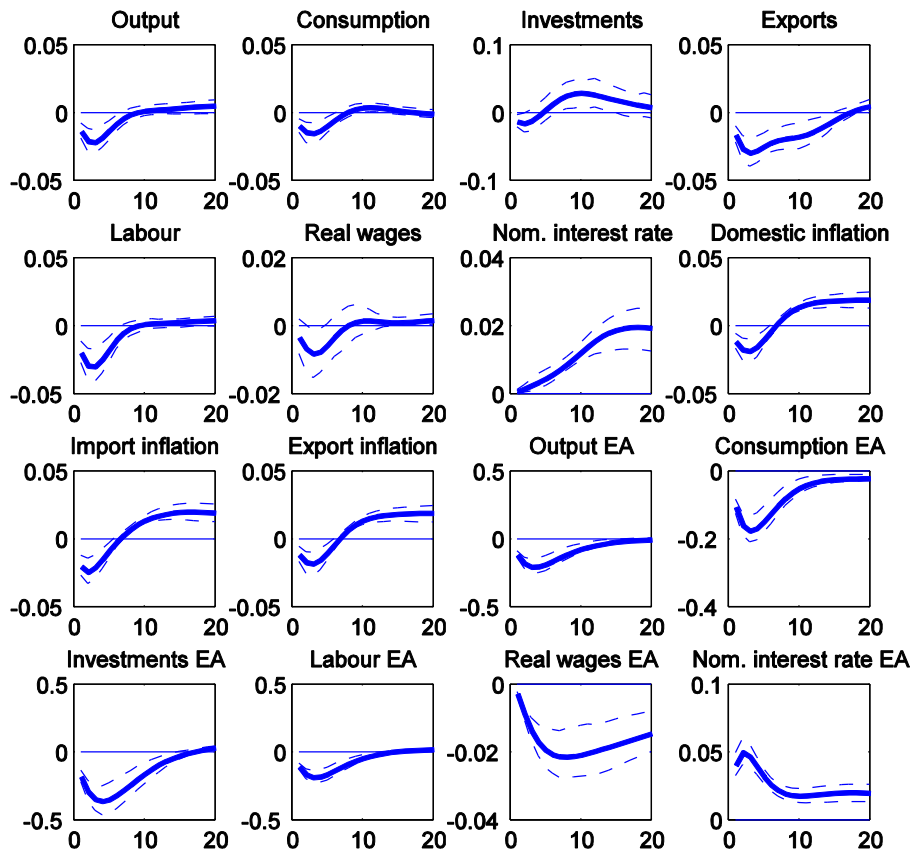 Output Consumption Investments Exports
0.05 0.05 0.1 0.05
0 0 0 0
-0.05 -0.05 -0.1 -0.05
0 10 20 0 10 20 0 10 20 0 10 20
Labour Real wages Nom. interest rate Domestic inflation
0.05 0.02 0.04 0.05
0 0 0.02 0
-0.05 -0.02 0 -0.05
0 10 20 0 10 20 0 10 20 0 10 20
Import inflation Export inflation Output EA Consumption EA
0.05 0.05 0.5 0
0 0 0 -0.2
-0.05 -0.05 -0.5 -0.4
0 10 20 0 10 20 0 10 20 0 10 20
Investments EA Labour EA Real wages EA Nom. interest rate EA
0.5 0.5 0 0.1
0 0 -0.02 0.05
-0.5 -0.5 -0.04 0
0 10 20 0 10 20 0 10 20 0 10 20